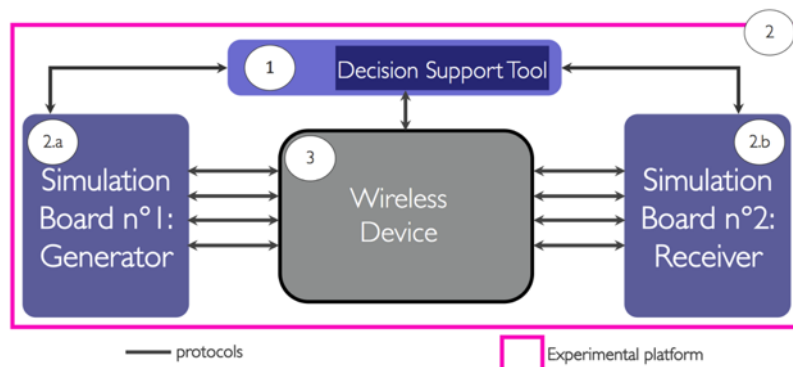 2
1
Decision Support Tool
2.a
Simulation
Board n°1:
Generator
3
Wireless
Device
2.b
Simulation
Board n°2:
Receiver
protocols
Experimental platform